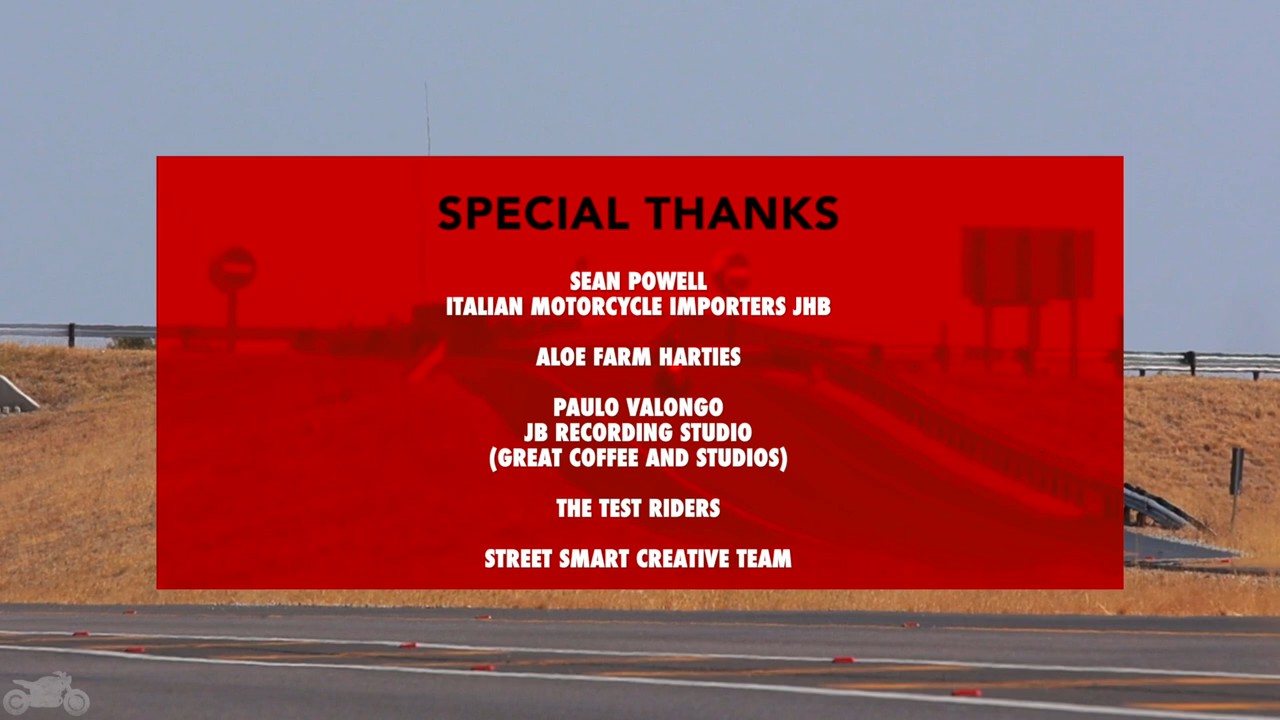 SPECIAL THANKS
SEAN POWELL
ITALIAN MOTORCYCLE IMPORTERS JHB
ALOE FARM HARTIES
PAULO VALONGO
JB RECORDING STUDIO
(GREAT COFFEE AND STUDIOS)
THE TEST RIDERS
STREET SMART CREATIVE TEAM